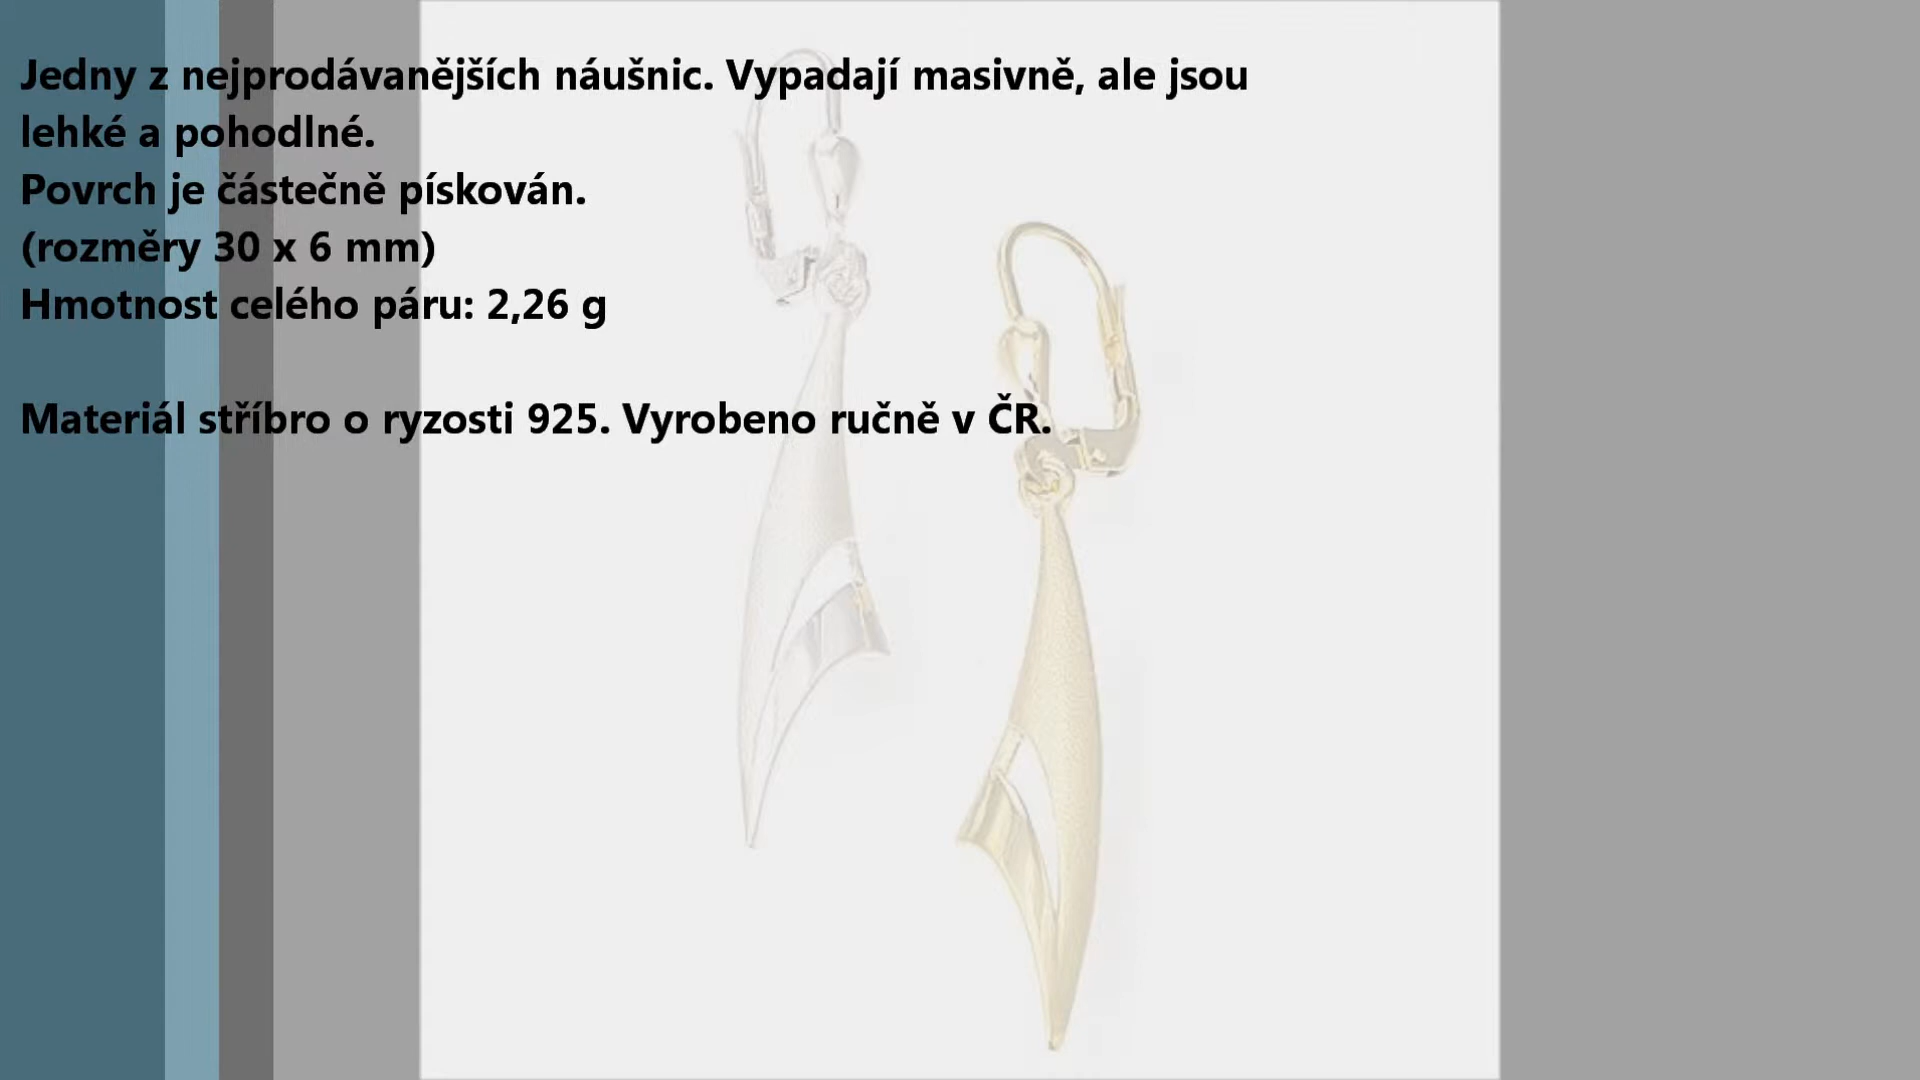 Jedny z nejprodávanějších náušnic. Vypadají masivně, ale jsou
lehké a pohodlné.
Povrch je částečně pískován.
(rozměry 30 x 6 mm)
Hmotnost celého páru: 2,26 g
Materiál stříbro o ryzosti 925. Vyrobeno ručně v ČR.